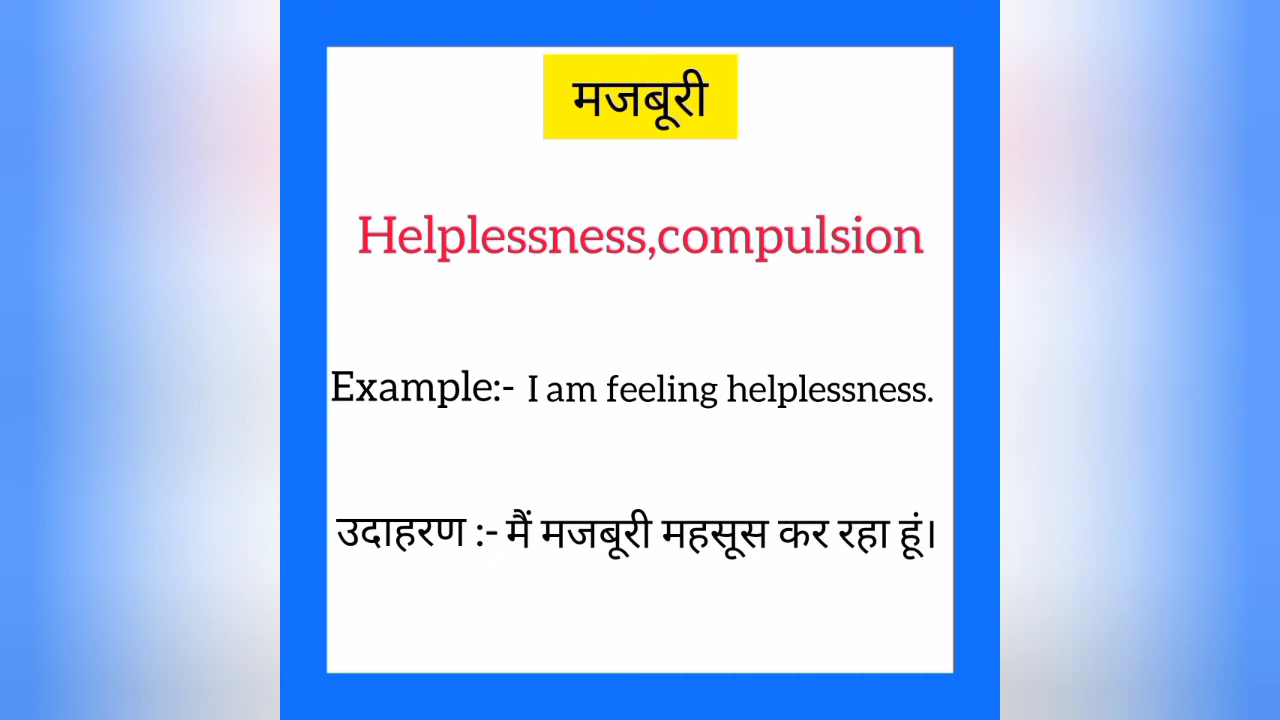 मजबूरी
Helplessness,compulsion
Example:- I am feeling helplessness.
उदाहरण :- मैं मजबूरी महसूस कर रहा हूं।